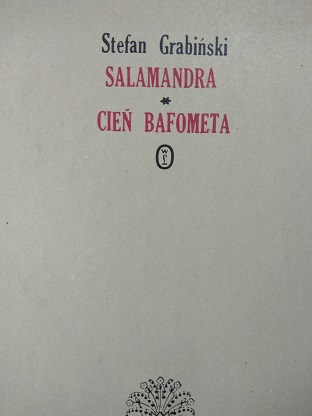 Stefan Grabiński
SALAMANDRA
*
CIEŃ BAFOMETA